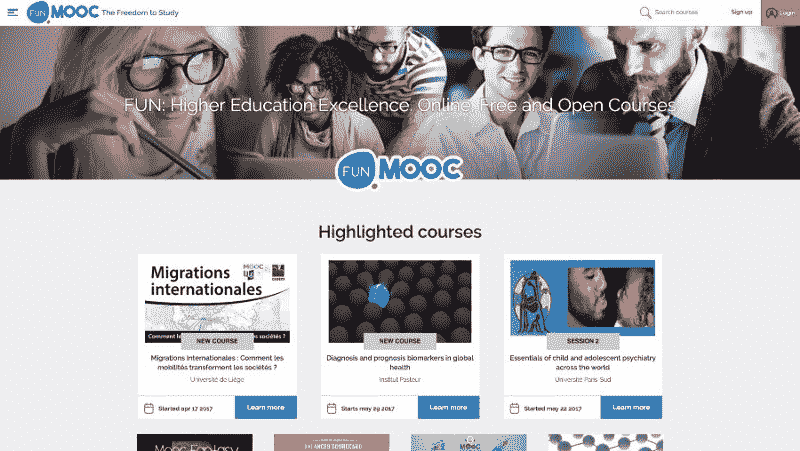 FUN MOOC The Freedom to Study
Search courses
Sign up
Login
FUN: Higher Education Excellence. Online, Free and Open Courses
FUN MOOC
Highlighted courses
MOOC
Migrations
internationales
NEW COURSE
Migrations Internationales : Comment les
mobilités transforment les sociétés ?
Université de Liège
Started apr 17 2017
Learn more
NEW COURSE
Diagnosis and prognosis biomarkers in global
health
Institut Pasteur
Starts may 29 2017
Learn more
SESSION 2
Essentials of child and adolescent psychiatry
across the world
Université Paris-Sud
Started may 22 2017
Learn more
Mooc Fantasy
MOOC